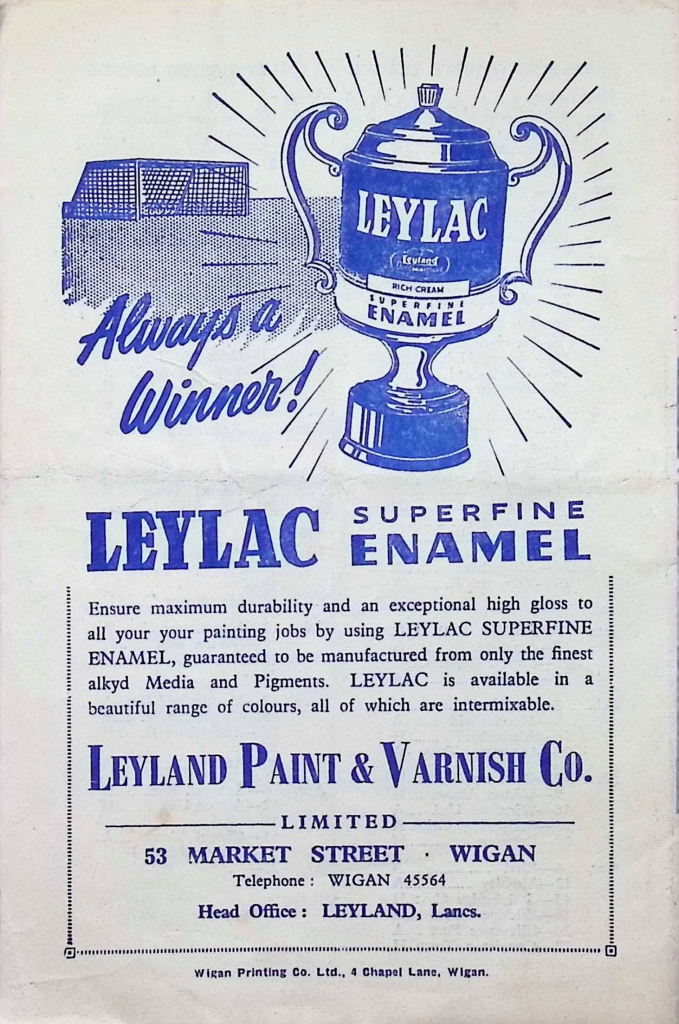 LEYLAC
Leyland
RICH CREAM
SUPERFINE
ENAMEL
Always a
Winner!
LEYLAC SUPERFINE
ENAMEL
Ensure maximum durability and an exceptional high gloss to
all your your painting jobs by using LEYLAC SUPERFINE
ENAMEL, guaranteed to be manufactured from only the finest
alkyd Media and Pigments. LEYLAC is available in a
beautiful range of colours, all of which are intermixable.
LEYLAND PAINT & VARNISH CO.
LIMITED
53 MARKET STREET · WIGAN
Telephone : WIGAN 45564
Head Office : LEYLAND, Lancs.
Wigan Printing Co. Ltd., 4 Chapel Lane, Wigan.